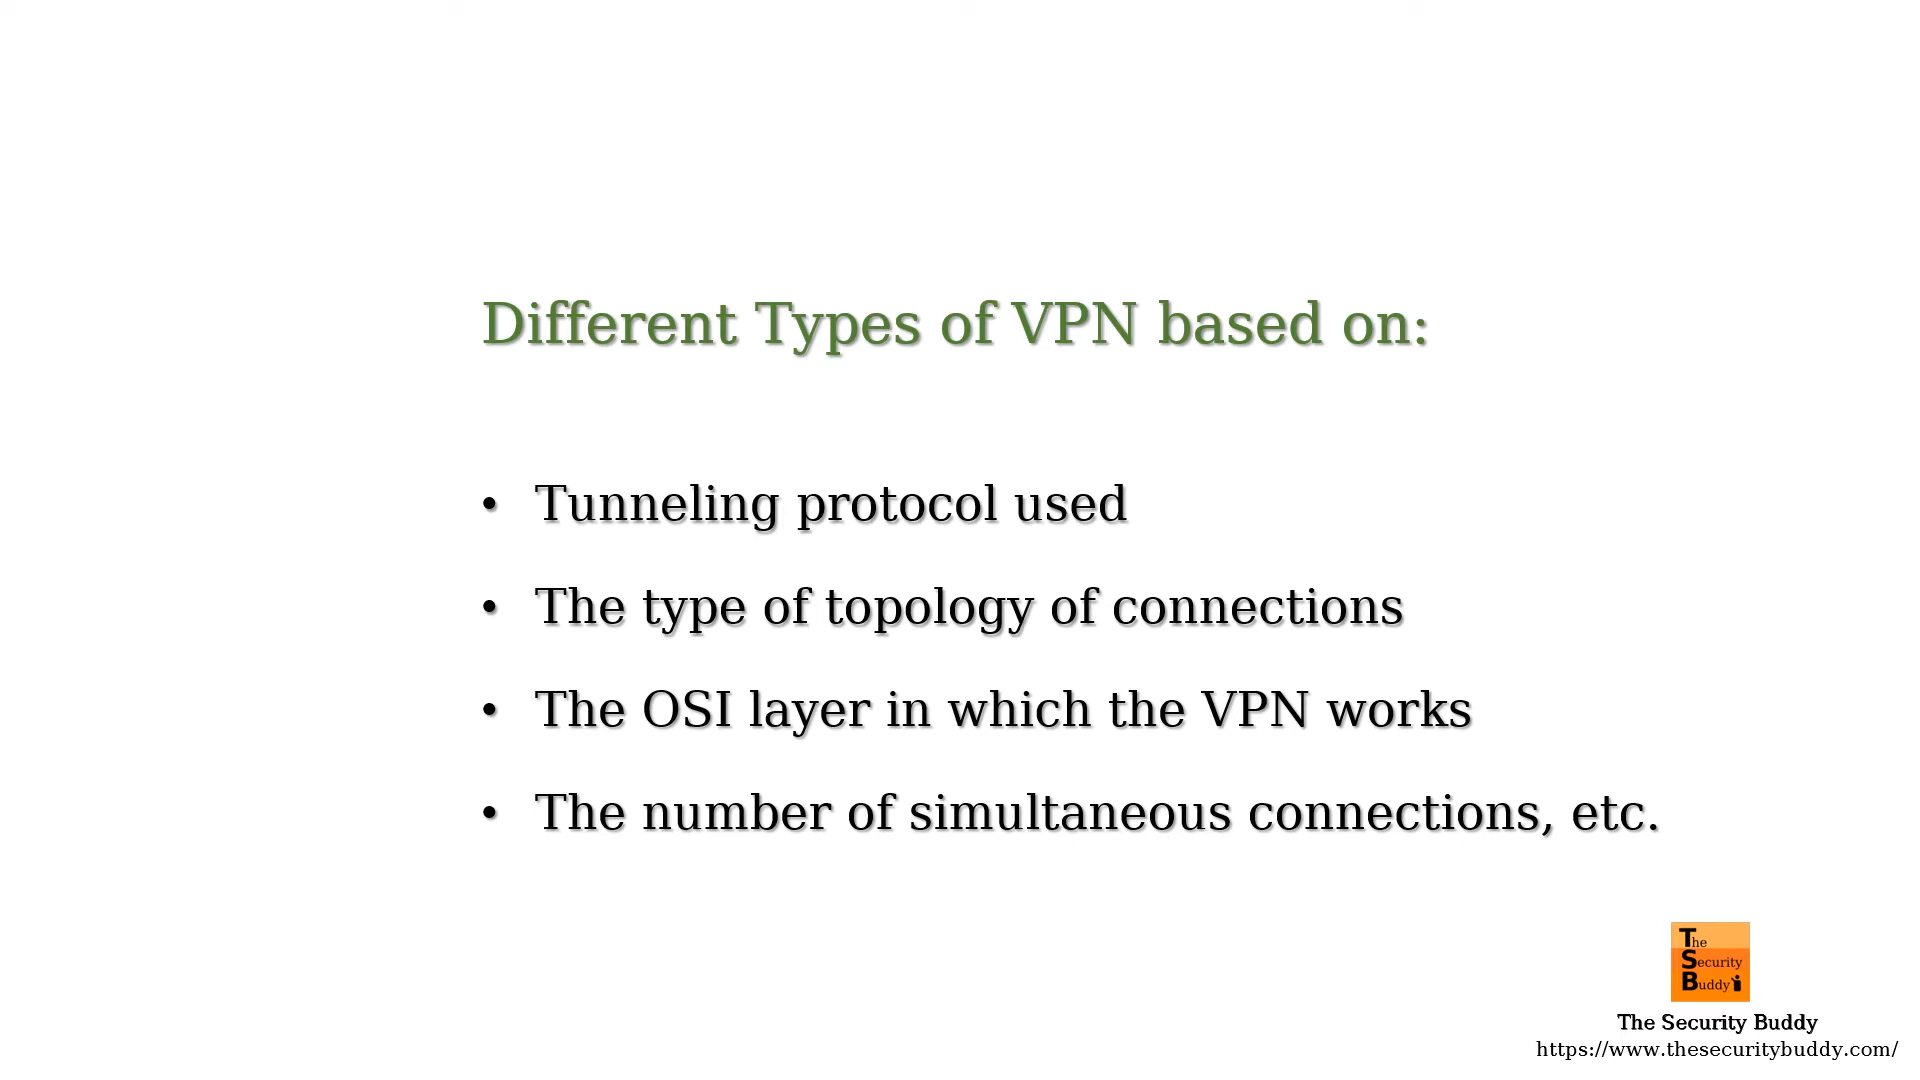 Different Types of VPN based on:
• Tunneling protocol used
• The type of topology of connections
• The OSI layer in which the VPN works
• The number of simultaneous connections, etc.
The
Security
Buddy
The Security Buddy
https://www.thesecuritybuddy.com/